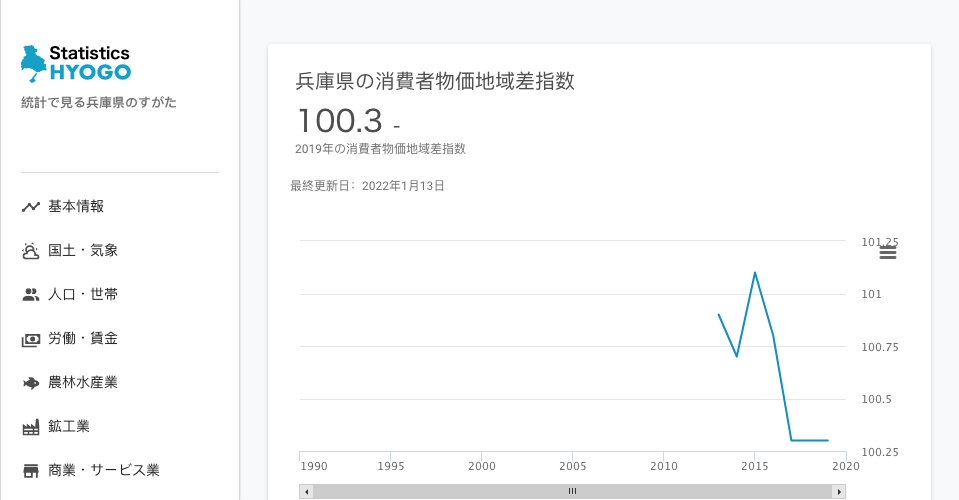 Statistics
HYOGO
統計で見る兵庫県のすがた
基本情報
国土・気象
人口・世帯
労働・賃金
農林水産業
鉱工業
商業・サービス業
兵庫県の消費者物価地域差指数
100.3 -
2019年の消費者物価地域差指数
最終更新日：2022年1月13日
101.25
101
100.75
100.5
100.25
1990 1995 2000 2005 2010 2015 2020